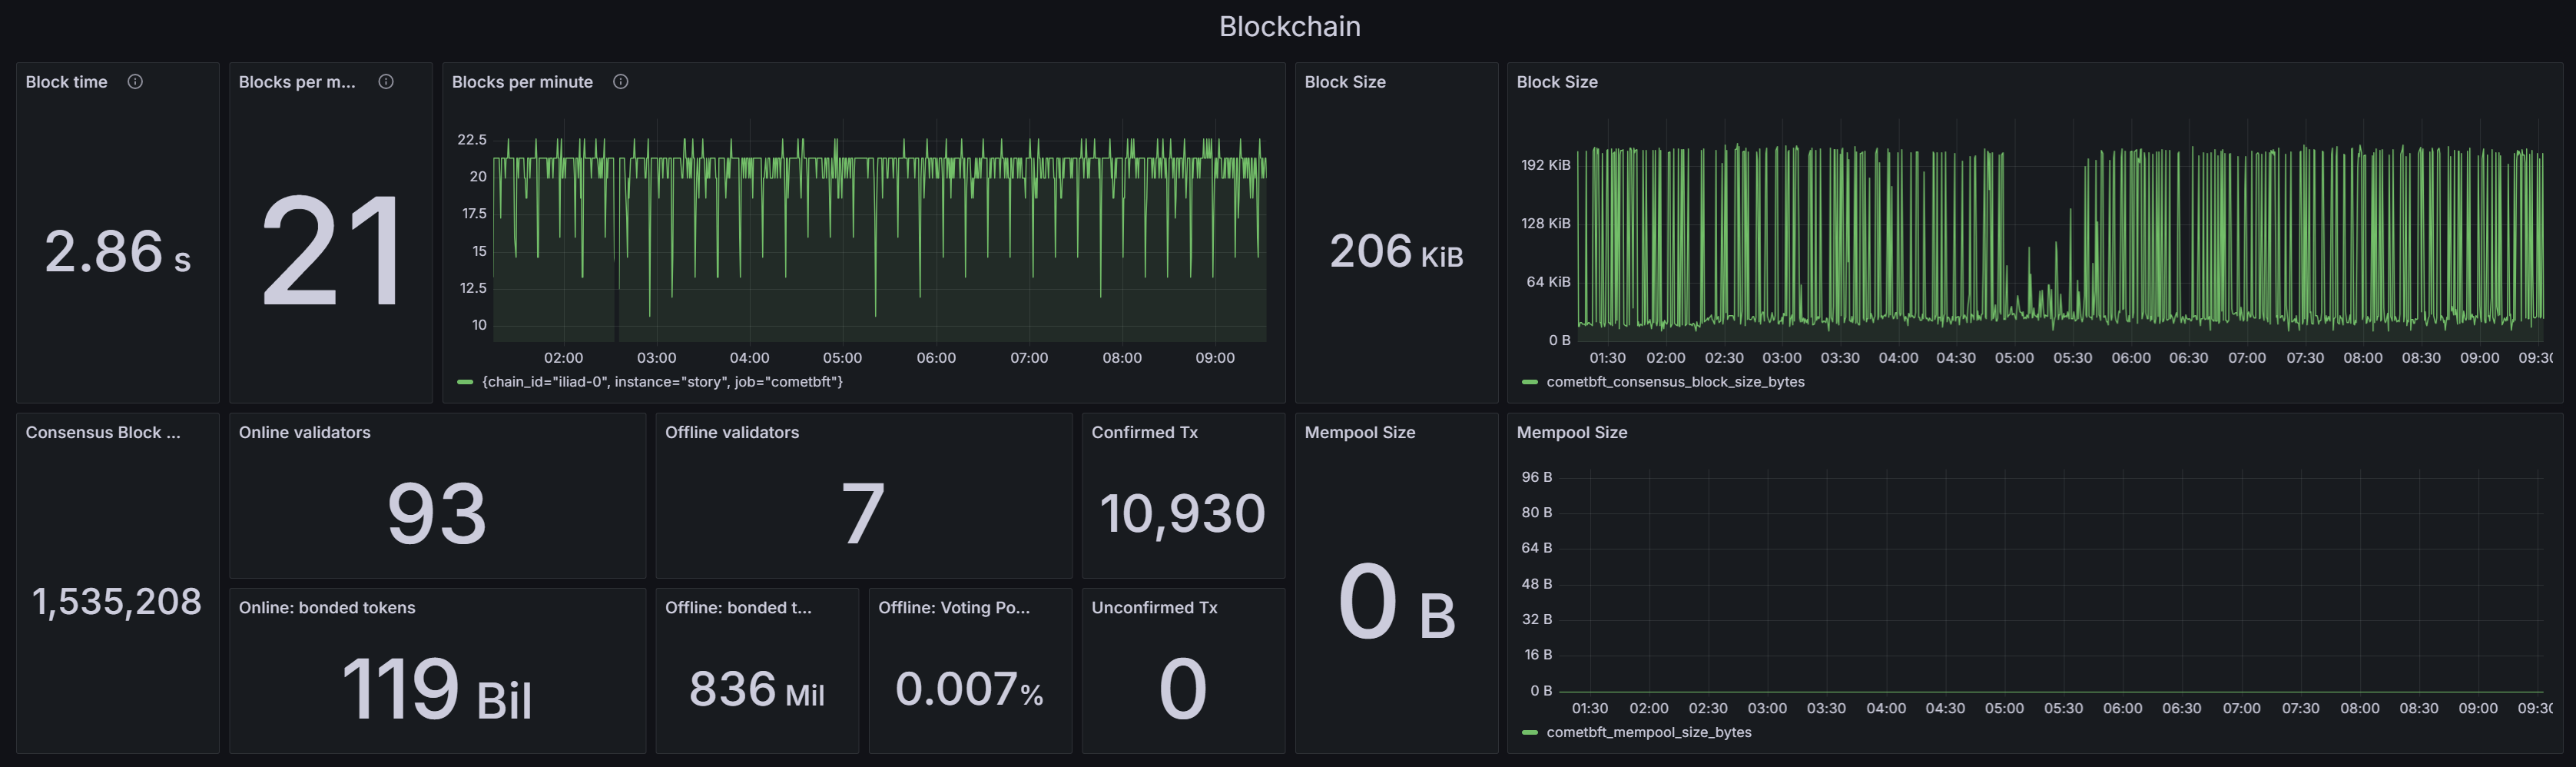 Blockchain
Block time
2.86 s
Blocks per m...
21
Blocks per minute
22.5
20
17.5
15
12.5
10
02:00 03:00 04:00 05:00 06:00 07:00 08:00 09:00
{chain_id="iliad-0", instance="story", job="cometbft"}
Block Size
206 KiB
Block Size
192 KiB
128 KiB
64 KiB
0 B
01:30 02:00 02:30 03:00 03:30 04:00 04:30 05:00 05:30 06:00 06:30 07:00 07:30 08:00 08:30 09:00 09:30
cometbft_consensus_block_size_bytes
Consensus Block ...
1,535,208
Online validators
93
Offline validators
7
Confirmed Tx
10,930
Online: bonded tokens
119 Bil
Offline: bonded t...
836 Mil
Offline: Voting Po...
0.007%
Unconfirmed Tx
0
Mempool Size
0 B
Mempool Size
96 B
80 B
64 B
48 B
32 B
16 B
0 B
01:30 02:00 02:30 03:00 03:30 04:00 04:30 05:00 05:30 06:00 06:30 07:00 07:30 08:00 08:30 09:00 09:30
cometbft_mempool_size_bytes